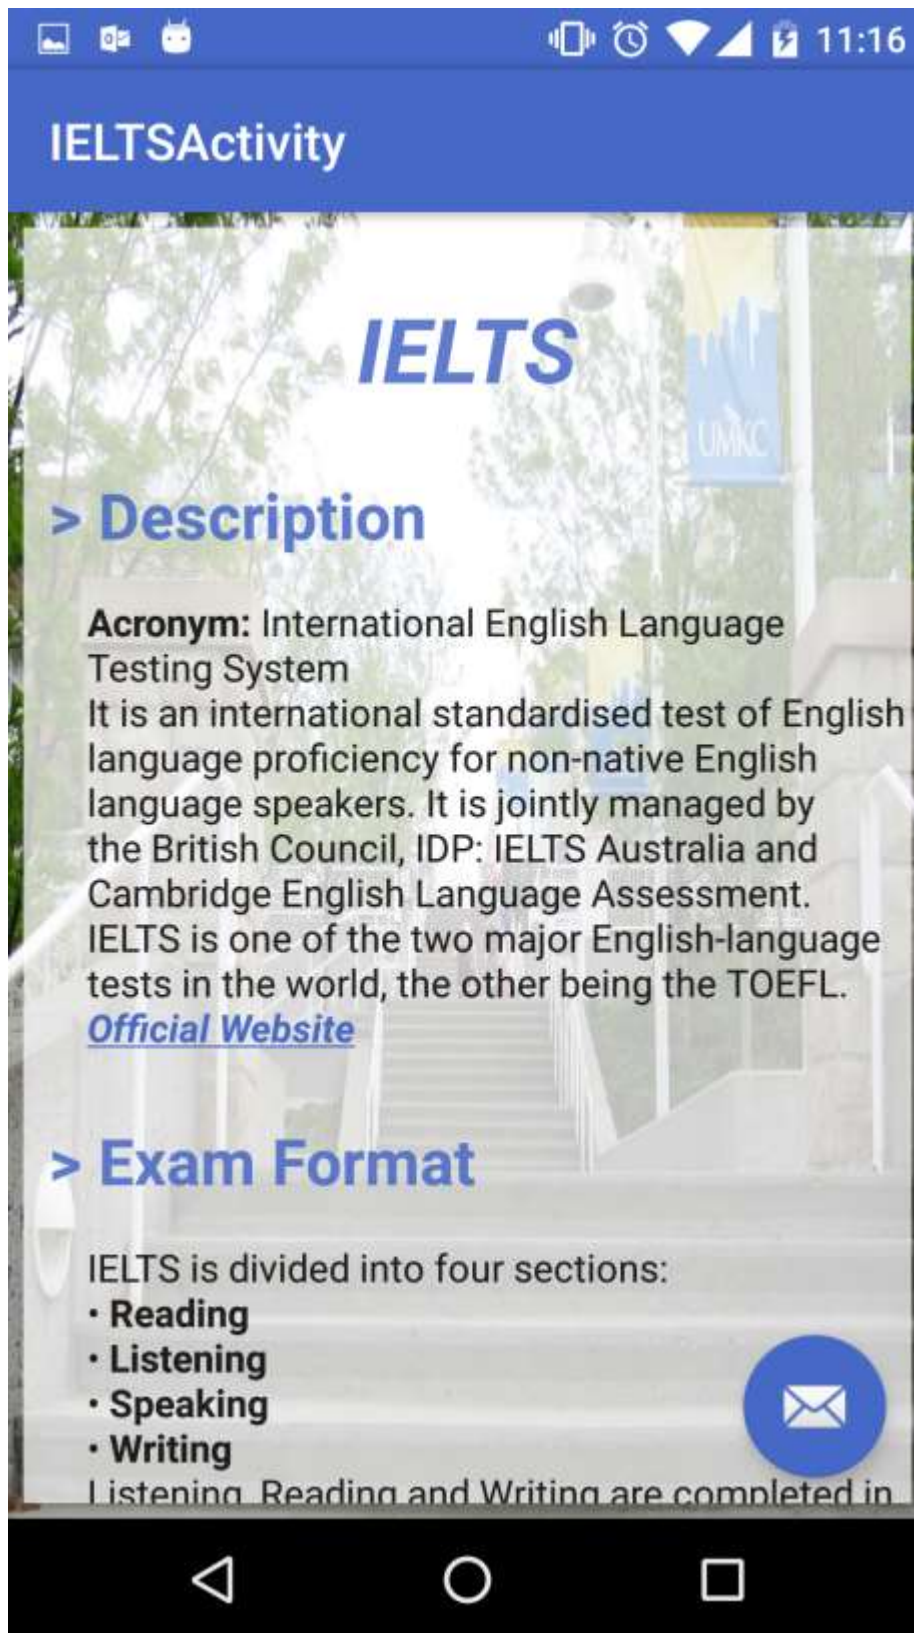 11:16
IELTSActivity
IELTS
UMKC
> Description
Acronym: International English Language
Testing System
It is an international standardised test of English
language proficiency for non-native English
language speakers. It is jointly managed by
the British Council, IDP: IELTS Australia and
Cambridge English Language Assessment.
IELTS is one of the two major English-language
tests in the world, the other being the TOEFL.
Official Website
> Exam Format
IELTS is divided into four sections:
• Reading
• Listening
• Speaking
• Writing
Listening, Reading and Writing are completed in